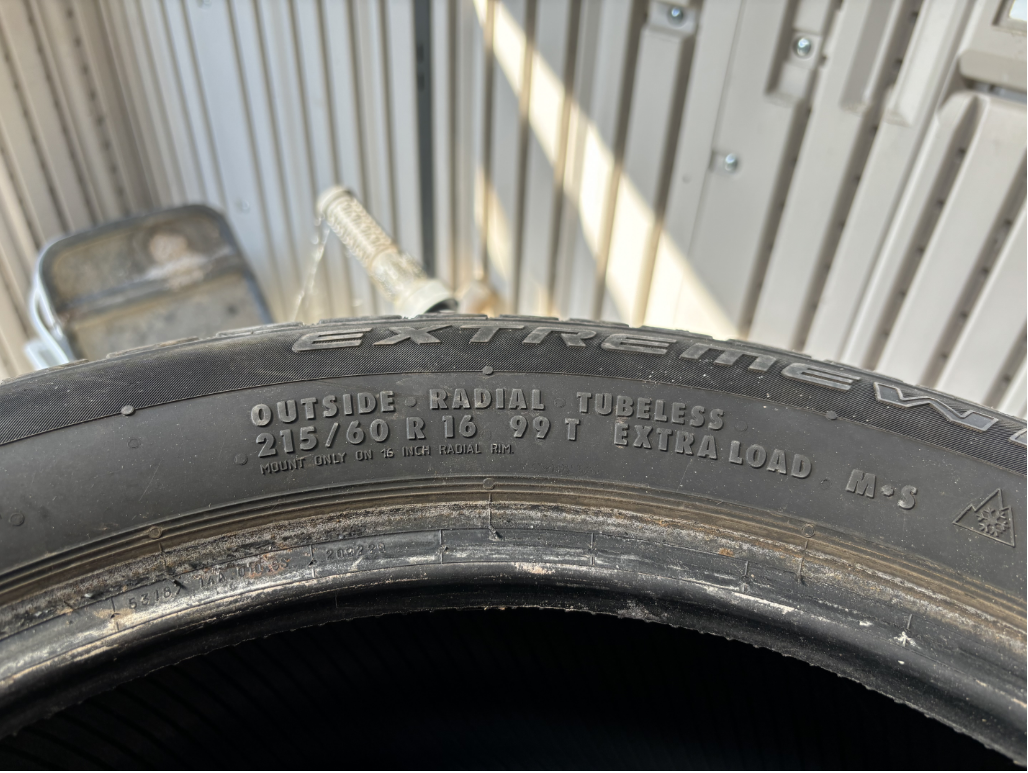 EXTREMEW
OUTSIDE • RADIAL • TUBELESS
215/60 R 16 99 T EXTRA LOAD M•S
MOUNT ONLY ON 16 INCH RADIAL RIM.